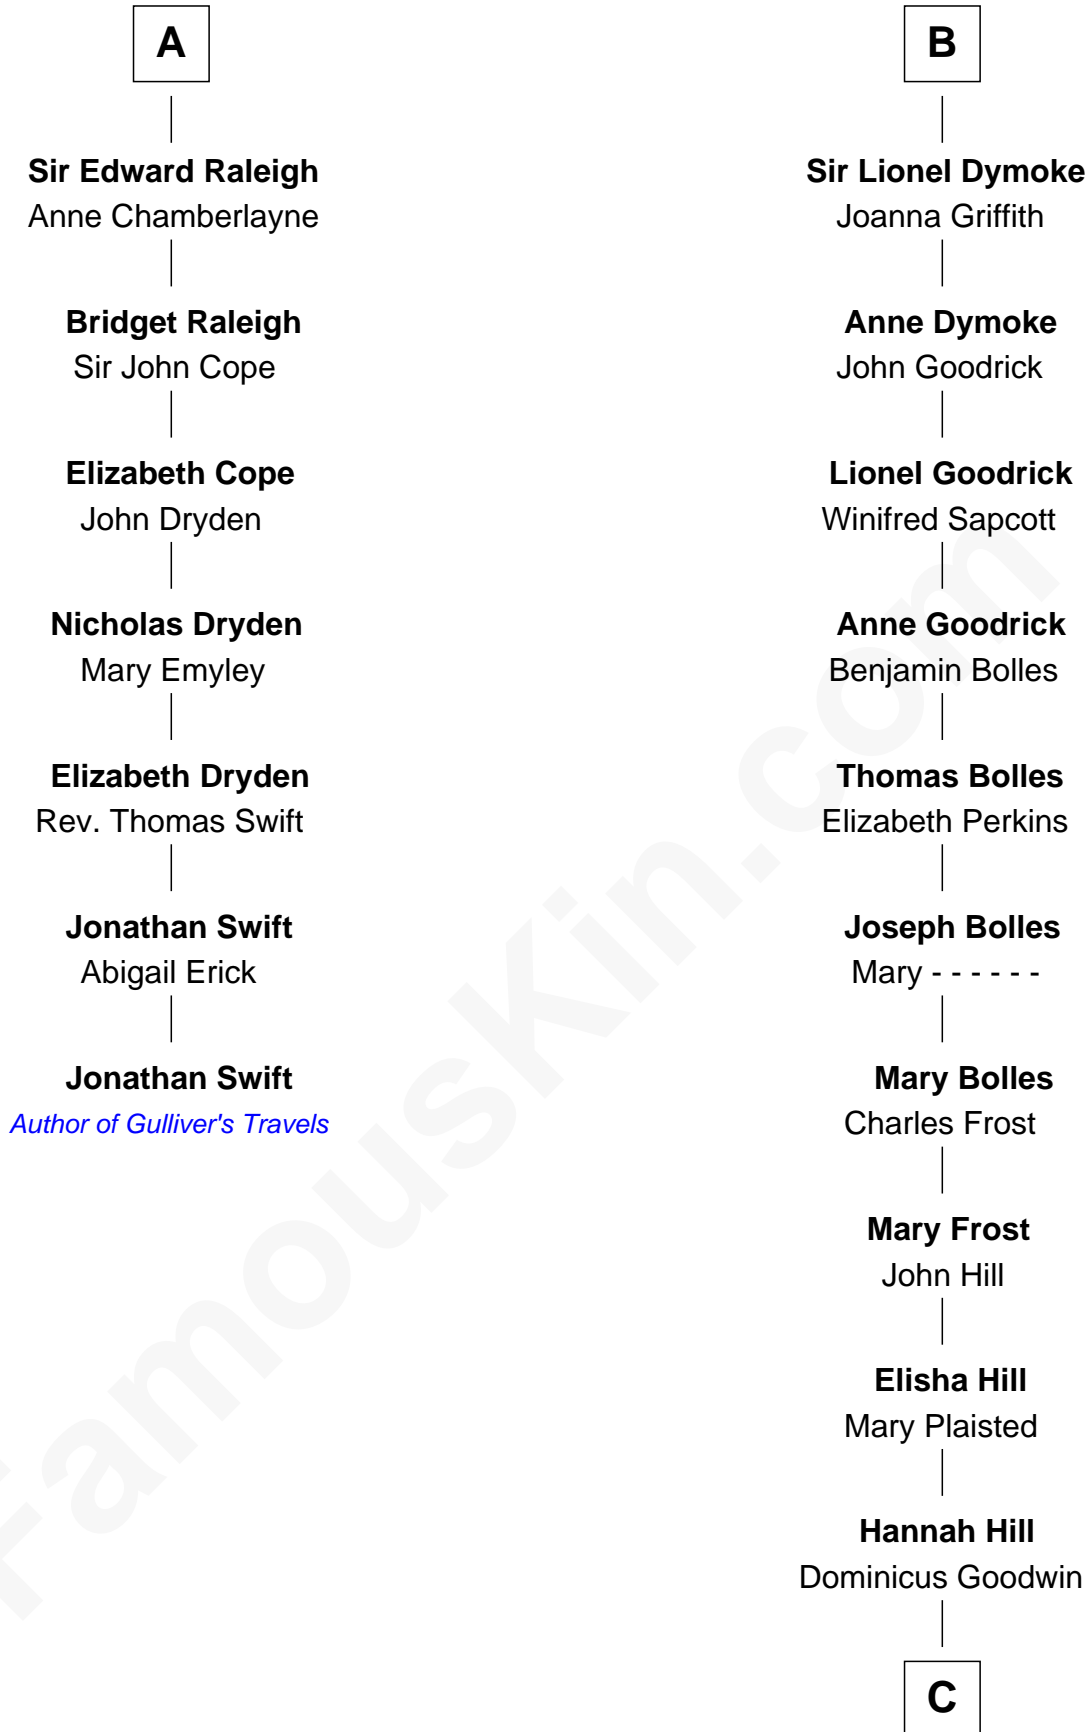 A
Sir Edward Raleigh
Anne Chamberlayne
Bridget Raleigh
Sir John Cope
Elizabeth Cope
John Dryden
Nicholas Dryden
Mary Emyley
Elizabeth Dryden
Rev. Thomas Swift
Jonathan Swift
Abigail Erick
Jonathan Swift
Author of Gulliver's Travels
B
Sir Lionel Dymoke
Joanna Griffith
Anne Dymoke
John Goodrick
Lionel Goodrick
Winifred Sapcott
Anne Goodrick
Benjamin Bolles
Thomas Bolles
Elizabeth Perkins
Joseph Bolles
Mary - - - - - -
Mary Bolles
Charles Frost
Mary Frost
John Hill
Elisha Hill
Mary Plaisted
Hannah Hill
Dominicus Goodwin
C
FamousKin.com